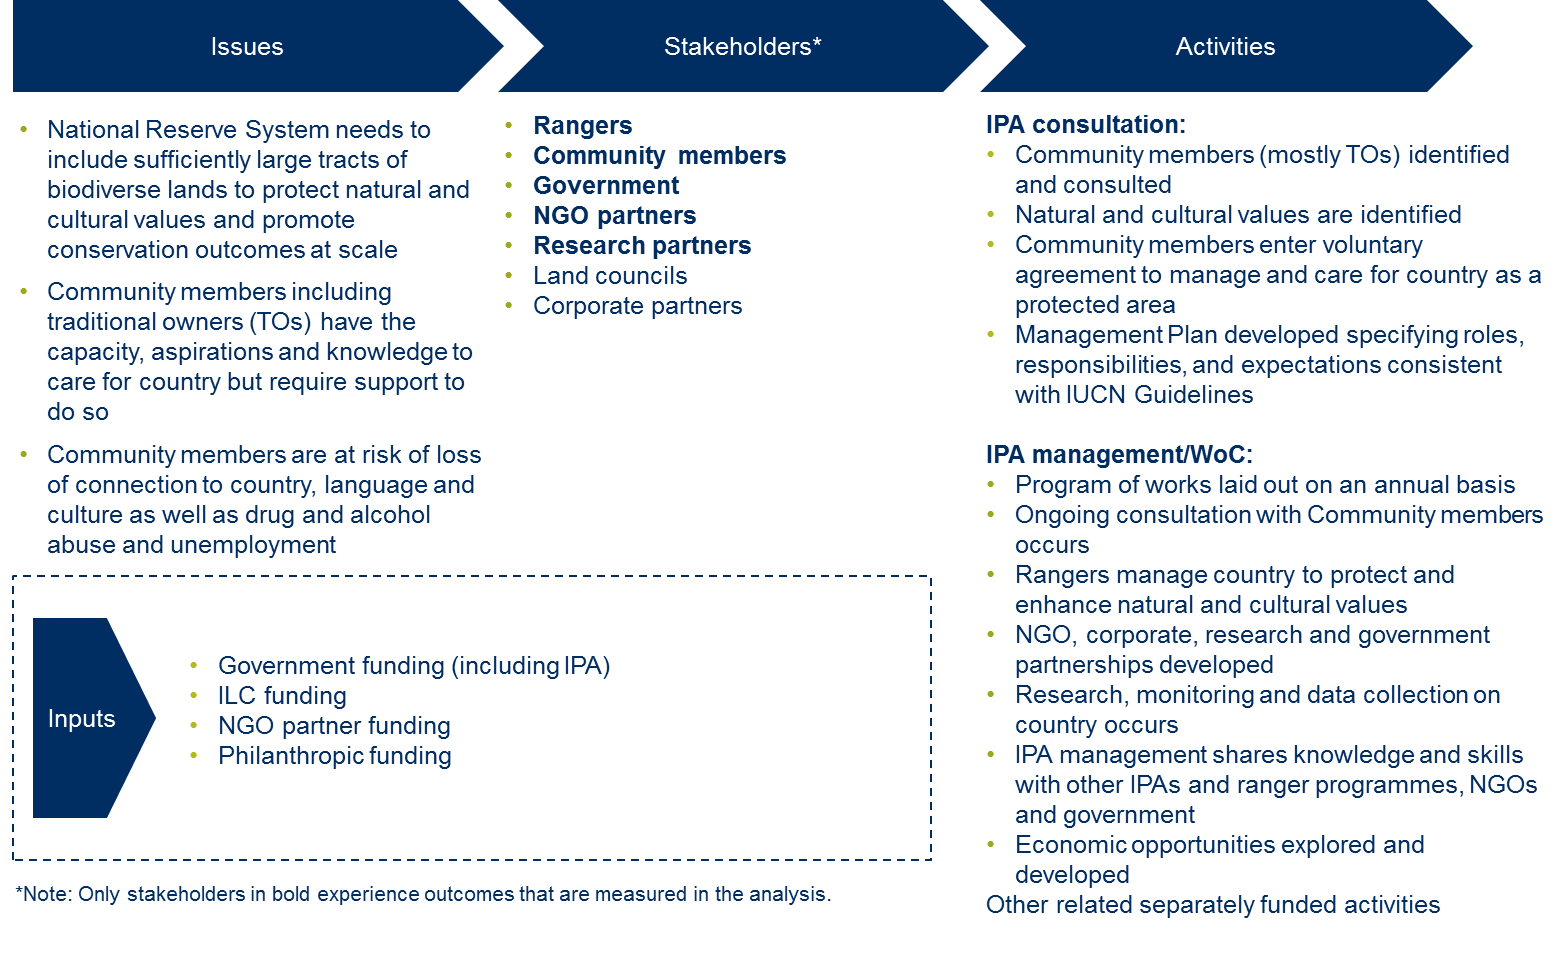 Issues
Stakeholders*
Activities
• National Reserve System needs to
include sufficiently large tracts of
biodiverse lands to protect natural and
cultural values and promote
conservation outcomes at scale
• Community members including
traditional owners (TOs) have the
capacity, aspirations and knowledge to
care for country but require support to
do so
• Community members are at risk of loss
of connection to country, language and
culture as well as drug and alcohol
abuse and unemployment
• Rangers
• Community members
• Government
• NGO partners
• Research partners
• Land councils
• Corporate partners
IPA consultation:
• Community members (mostly TOs) identified
and consulted
• Natural and cultural values are identified
• Community members enter voluntary
agreement to manage and care for country as a
protected area
• Management Plan developed specifying roles,
responsibilities, and expectations consistent
with IUCN Guidelines
IPA management/WoC:
• Program of works laid out on an annual basis
• Ongoing consultation with Community members
occurs
• Rangers manage country to protect and
enhance natural and cultural values
• NGO, corporate, research and government
partnerships developed
• Research, monitoring and data collection on
country occurs
• IPA management shares knowledge and skills
with other IPAs and ranger programmes, NGOs
and government
• Economic opportunities explored and
developed
Other related separately funded activities
Inputs
• Government funding (including IPA)
• ILC funding
• NGO partner funding
• Philanthropic funding
*Note: Only stakeholders in bold experience outcomes that are measured in the analysis.